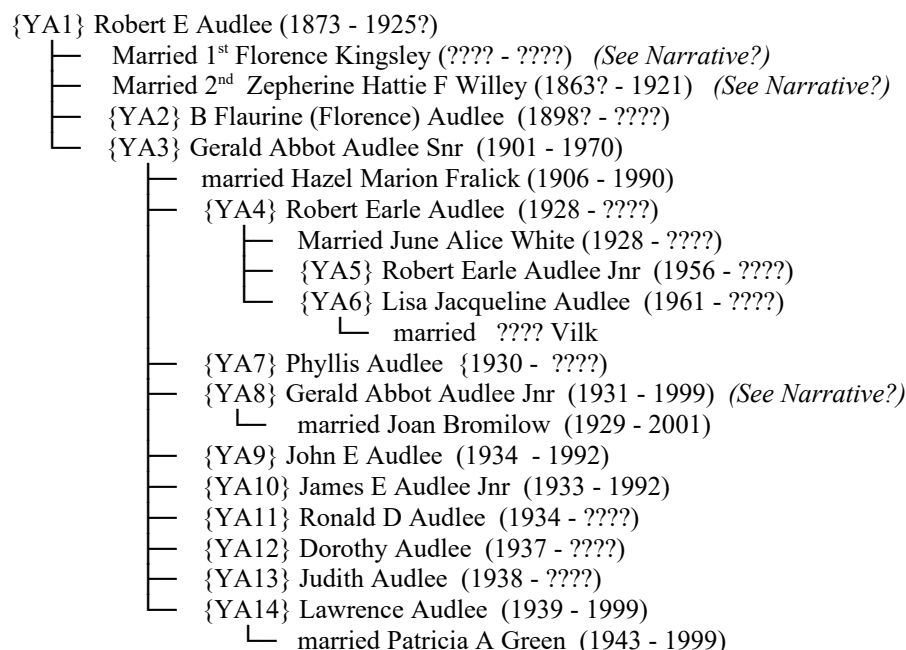 {YA1} Robert E Audlee (1873 - 1925?)
Married 1st Florence Kingsley (???? - ????) (See Narrative?)
Married 2nd Zepherine Hattie F Willey (1863? - 1921) (See Narrative?)
{YA2} B Flaurine (Florence) Audlee (1898? - ????)
{YA3} Gerald Abbot Audlee Snr (1901 - 1970)
married Hazel Marion Fralick (1906 - 1990)
{YA4} Robert Earle Audlee (1928 - ????)
Married June Alice White (1928 - ????)
{YA5} Robert Earle Audlee Jnr (1956 - ????)
{YA6} Lisa Jacqueline Audlee (1961 - ????)
married ???? Vilk
{YA7} Phyllis Audlee {1930 - ????)
{YA8} Gerald Abbot Audlee Jnr (1931 - 1999) (See Narrative?)
married Joan Bromilow (1929 - 2001)
{YA9} John E Audlee (1934 - 1992)
{YA10} James E Audlee Jnr (1933 - 1992)
{YA11} Ronald D Audlee (1934 - ????)
{YA12} Dorothy Audlee (1937 - ????)
{YA13} Judith Audlee (1938 - ????)
{YA14} Lawrence Audlee (1939 - 1999)
married Patricia A Green (1943 - 1999)